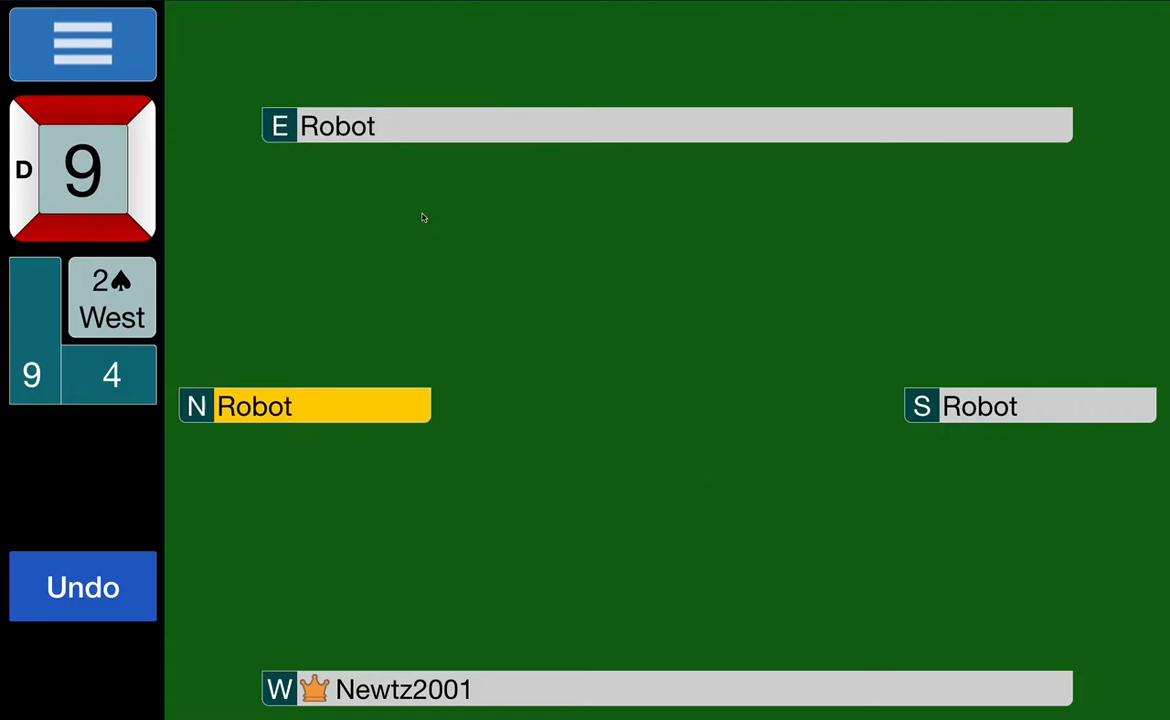 E Robot
D 9
2♠
West
9 4
N Robot
S Robot
Undo
W Newtz2001